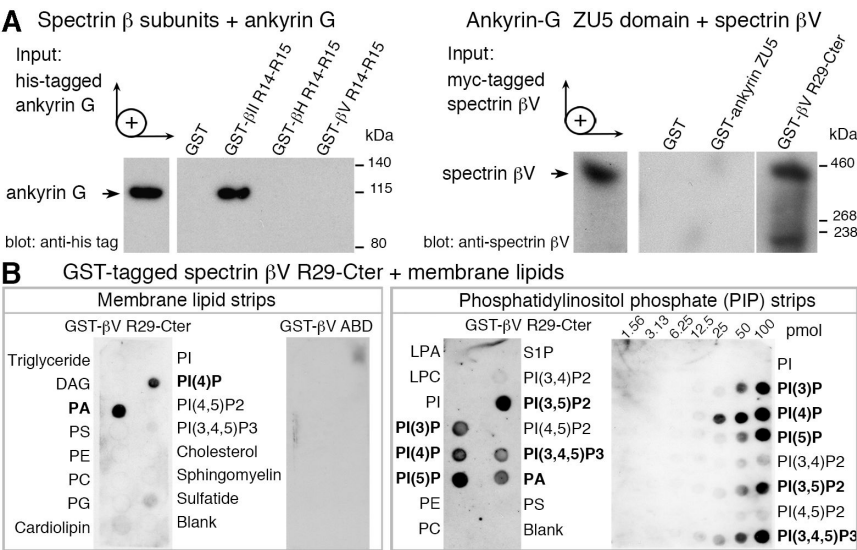 A Spectrin β subunits + ankyrin G
Input:
his-tagged
ankyrin G
+
GST
GST-βII R14-R15
GST-βH R14-R15
GST-βV R14-R15
kDa
140
115
80
ankyrin G
blot: anti-his tag
Ankyrin-G ZU5 domain + spectrin βV
Input:
myc-tagged
spectrin βV
+
GST
GST-ankyrin ZU5
GST-βV R29-Cter
kDa
460
268
238
spectrin βV
blot: anti-spectrin βV
B GST-tagged spectrin βV R29-Cter + membrane lipids
Membrane lipid strips
GST-βV R29-Cter
GST-βV ABD
Triglyceride
DAG
PA
PS
PE
PC
PG
Cardiolipin
PI
PI(4)P
PI(4,5)P2
PI(3,4,5)P3
Cholesterol
Sphingomyelin
Sulfatide
Blank
Phosphatidylinositol phosphate (PIP) strips
GST-βV R29-Cter
LPA
LPC
PI
PI(3)P
PI(4)P
PI(5)P
PE
PC
S1P
PI(3,4)P2
PI(3,5)P2
PI(4,5)P2
PI(3,4,5)P3
PA
PS
Blank
1.56 3.13 6.25 12.5 25 50 100 pmol
PI
PI(3)P
PI(4)P
PI(5)P
PI(3,4)P2
PI(3,5)P2
PI(4,5)P2
PI(3,4,5)P3